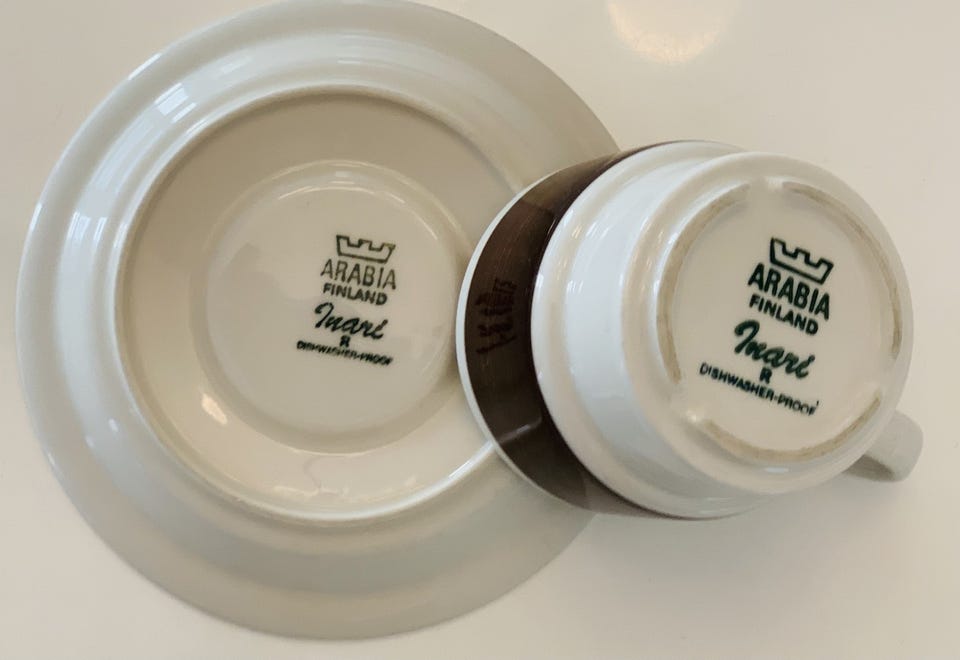 ARABIA
FINLAND
Inari
R
DISHWASHER-PROOF
ARABIA
FINLAND
Inari
R
DISHWASHER-PROOF